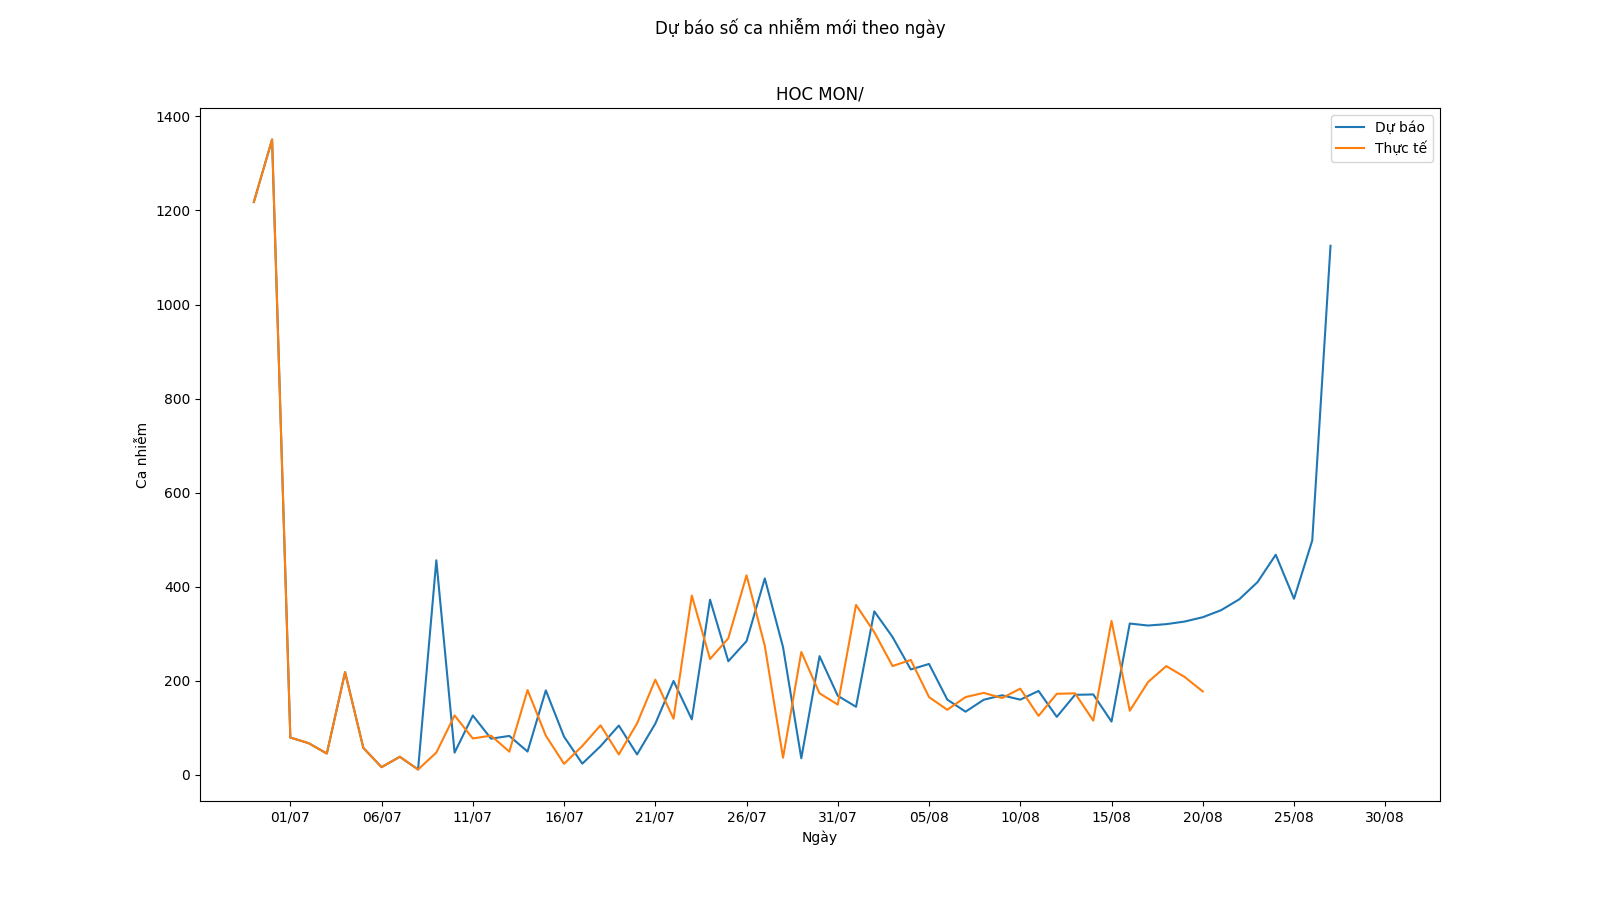 Dự báo số ca nhiễm mới theo ngày
HOC MON/
Dự báo
Thực tế
1400
1200
1000
800
600
400
200
0
Ca nhiễm
01/07 06/07 11/07 16/07 21/07 26/07 31/07 05/08 10/08 15/08 20/08 25/08 30/08
Ngày